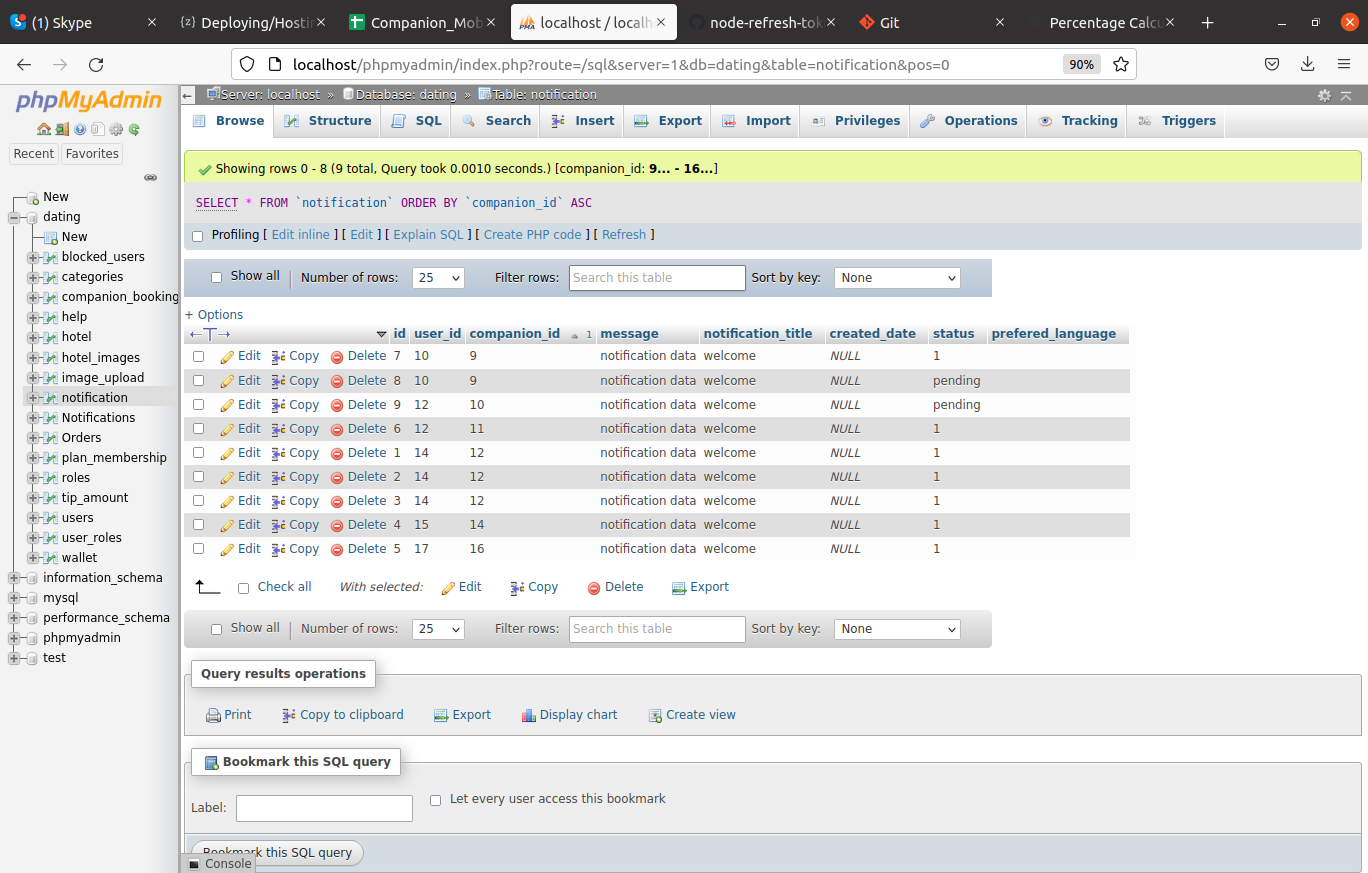 (1) Skype
Deploying/Hostin
Companion_Mob
localhost / localh
node-refresh-tok
Git
Percentage Calcu
localhost/phpmyadmin/index.php?route=/sql&server=1&db=dating&table=notification&pos=0
90%
phpMyAdmin
Recent
Favorites
New
dating
New
blocked_users
categories
companion_booking
help
hotel
hotel_images
image_upload
notification
Notifications
Orders
plan_membership
roles
tip_amount
users
user_roles
wallet
information_schema
mysql
performance_schema
phpmyadmin
test
Server: localhost » Database: dating » Table: notification
Browse Structure SQL Search Insert Export Import Privileges Operations Tracking Triggers
Showing rows 0 - 8 (9 total, Query took 0.0010 seconds.) [companion_id: 9... - 16...]
SELECT * FROM `notification` ORDER BY `companion_id` ASC
Profiling [ Edit inline ] [ Edit ] [ Explain SQL ] [ Create PHP code ] [ Refresh ]
Show all Number of rows: 25 Filter rows: Search this table Sort by key: None
+ Options
←T→ id user_id companion_id 1 message notification_title created_date status prefered_language
Edit Copy Delete 7 10 9 notification data welcome NULL 1
Edit Copy Delete 8 10 9 notification data welcome NULL pending
Edit Copy Delete 9 12 10 notification data welcome NULL pending
Edit Copy Delete 6 12 11 notification data welcome NULL 1
Edit Copy Delete 1 14 12 notification data welcome NULL 1
Edit Copy Delete 2 14 12 notification data welcome NULL 1
Edit Copy Delete 3 14 12 notification data welcome NULL 1
Edit Copy Delete 4 15 14 notification data welcome NULL 1
Edit Copy Delete 5 17 16 notification data welcome NULL 1
Check all With selected: Edit Copy Delete Export
Show all Number of rows: 25 Filter rows: Search this table Sort by key: None
Query results operations
Print Copy to clipboard Export Display chart Create view
Bookmark this SQL query
Label: Let every user access this bookmark
Bookmark this SQL query
Console